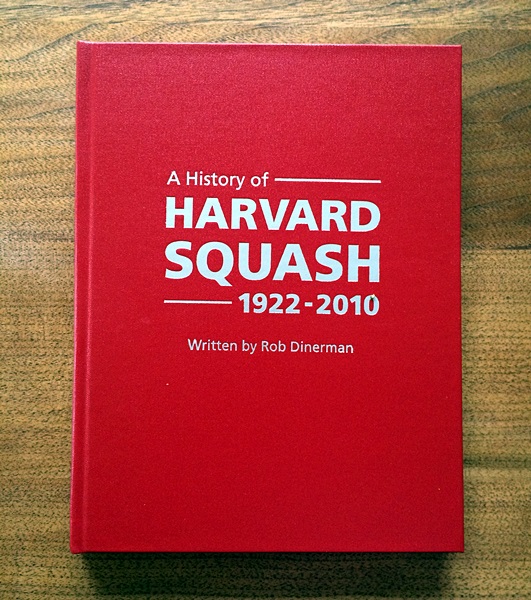 A History of
HARVARD
SQUASH
1922-2010
Written by Rob Dinerman